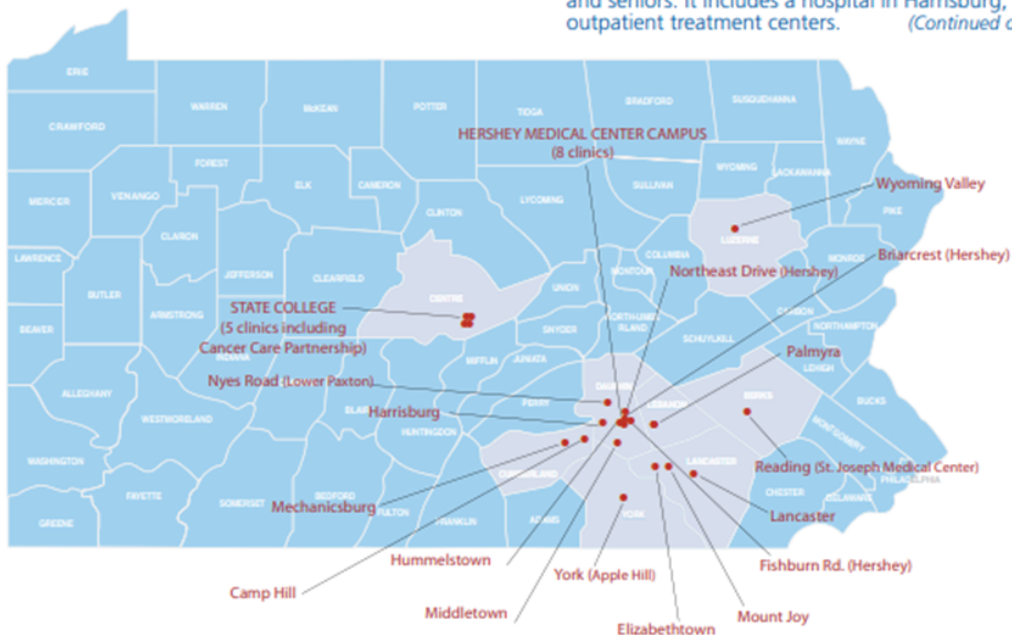 and seniors. It includes a hospital in Harrisburg,
outpatient treatment centers. (Continued
ERIE
CRAWFORD
WARREN
McKEAN
POTTER
TIOGA
BRADFORD
SUSQUEHANNA
WAYNE
HERSHEY MEDICAL CENTER CAMPUS
(8 clinics)
FOREST
WYOMING
LACKAWANNA
MERCER
VENANGO
ELK
CAMERON
SULLIVAN
Wyoming Valley
LYCOMING
CLINTON
PIKE
CLARION
LUZERNE
LAWRENCE
COLUMBIA
Briarcrest (Hershey)
MONROE
JEFFERSON
CLEARFIELD
MONTOUR
Northeast Drive (Hershey)
BUTLER
CENTRE
UNION
CARBON
STATE COLLEGE
(5 clinics including
Cancer Care Partnership)
ARMSTRONG
NORTHUMBERLAND
BEAVER
SNYDER
NORTHAMPTON
SCHUYLKILL
INDIANA
MIFFLIN
JUNIATA
Palmyra
LEHIGH
Nyes Road (Lower Paxton)
DAUPHIN
ALLEGHENY
BERKS
BUCKS
PERRY
LEBANON
Harrisburg
BLAIR
WESTMORELAND
HUNTINGDON
MONTGOMERY
WASHINGTON
LANCASTER
Reading (St. Joseph Medical Center)
CUMBERLAND
PHILADELPHIA
FAYETTE
SOMERSET
BEDFORD
CHESTER
DELAWARE
Mechanicsburg
FULTON
YORK
Lancaster
GREENE
FRANKLIN
ADAMS
Hummelstown
York (Apple Hill)
Fishburn Rd. (Hershey)
Camp Hill
Middletown
Mount Joy
Elizabethtown